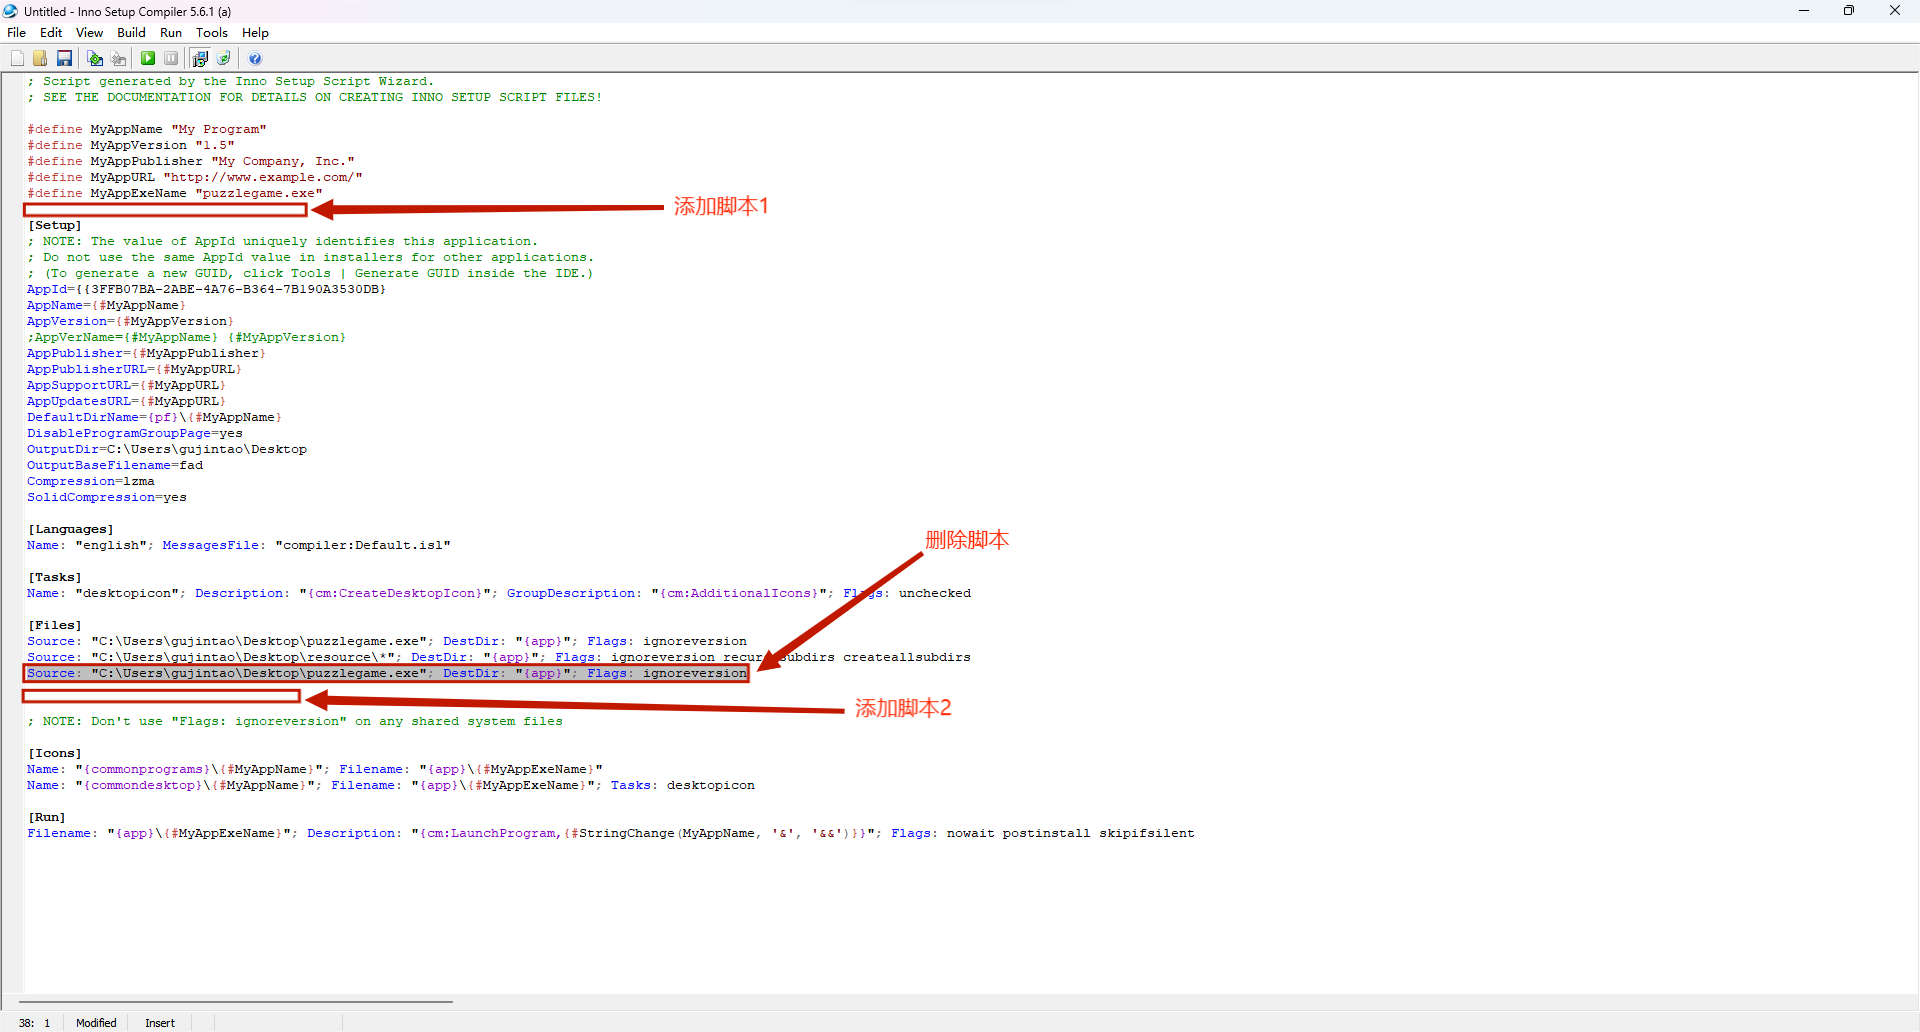 Untitled - Inno Setup Compiler 5.6.1 (a)
File Edit View Build Run Tools Help
; Script generated by the Inno Setup Script Wizard.
; SEE THE DOCUMENTATION FOR DETAILS ON CREATING INNO SETUP SCRIPT FILES!
#define MyAppName "My Program"
#define MyAppVersion "1.5"
#define MyAppPublisher "My Company, Inc."
#define MyAppURL "http://www.example.com/"
#define MyAppExeName "puzzlegame.exe"
添加脚本1
[Setup]
; NOTE: The value of AppId uniquely identifies this application.
; Do not use the same AppId value in installers for other applications.
; (To generate a new GUID, click Tools | Generate GUID inside the IDE.)
AppId={{3FFB07BA-2ABE-4A76-B364-7B190A3530DB}
AppName={#MyAppName}
AppVersion={#MyAppVersion}
;AppVerName={#MyAppName} {#MyAppVersion}
AppPublisher={#MyAppPublisher}
AppPublisherURL={#MyAppURL}
AppSupportURL={#MyAppURL}
AppUpdatesURL={#MyAppURL}
DefaultDirName={pf}\{#MyAppName}
DisableProgramGroupPage=yes
OutputDir=C:\Users\gujintao\Desktop
OutputBaseFilename=fad
Compression=lzma
SolidCompression=yes
[Languages]
Name: "english"; MessagesFile: "compiler:Default.isl"
删除脚本
[Tasks]
Name: "desktopicon"; Description: "{cm:CreateDesktopIcon}"; GroupDescription: "{cm:AdditionalIcons}"; Flags: unchecked
[Files]
Source: "C:\Users\gujintao\Desktop\puzzlegame.exe"; DestDir: "{app}"; Flags: ignoreversion
Source: "C:\Users\gujintao\Desktop\resource\*"; DestDir: "{app}"; Flags: ignoreversion recursesubdirs createallsubdirs
Source: "C:\Users\gujintao\Desktop\puzzlegame.exe"; DestDir: "{app}"; Flags: ignoreversion
添加脚本2
; NOTE: Don't use "Flags: ignoreversion" on any shared system files
[Icons]
Name: "{commonprograms}\{#MyAppName}"; Filename: "{app}\{#MyAppExeName}"
Name: "{commondesktop}\{#MyAppName}"; Filename: "{app}\{#MyAppExeName}"; Tasks: desktopicon
[Run]
Filename: "{app}\{#MyAppExeName}"; Description: "{cm:LaunchProgram,{#StringChange(MyAppName, '&', '&&')}}"; Flags: nowait postinstall skipifsilent
38: 1 Modified Insert